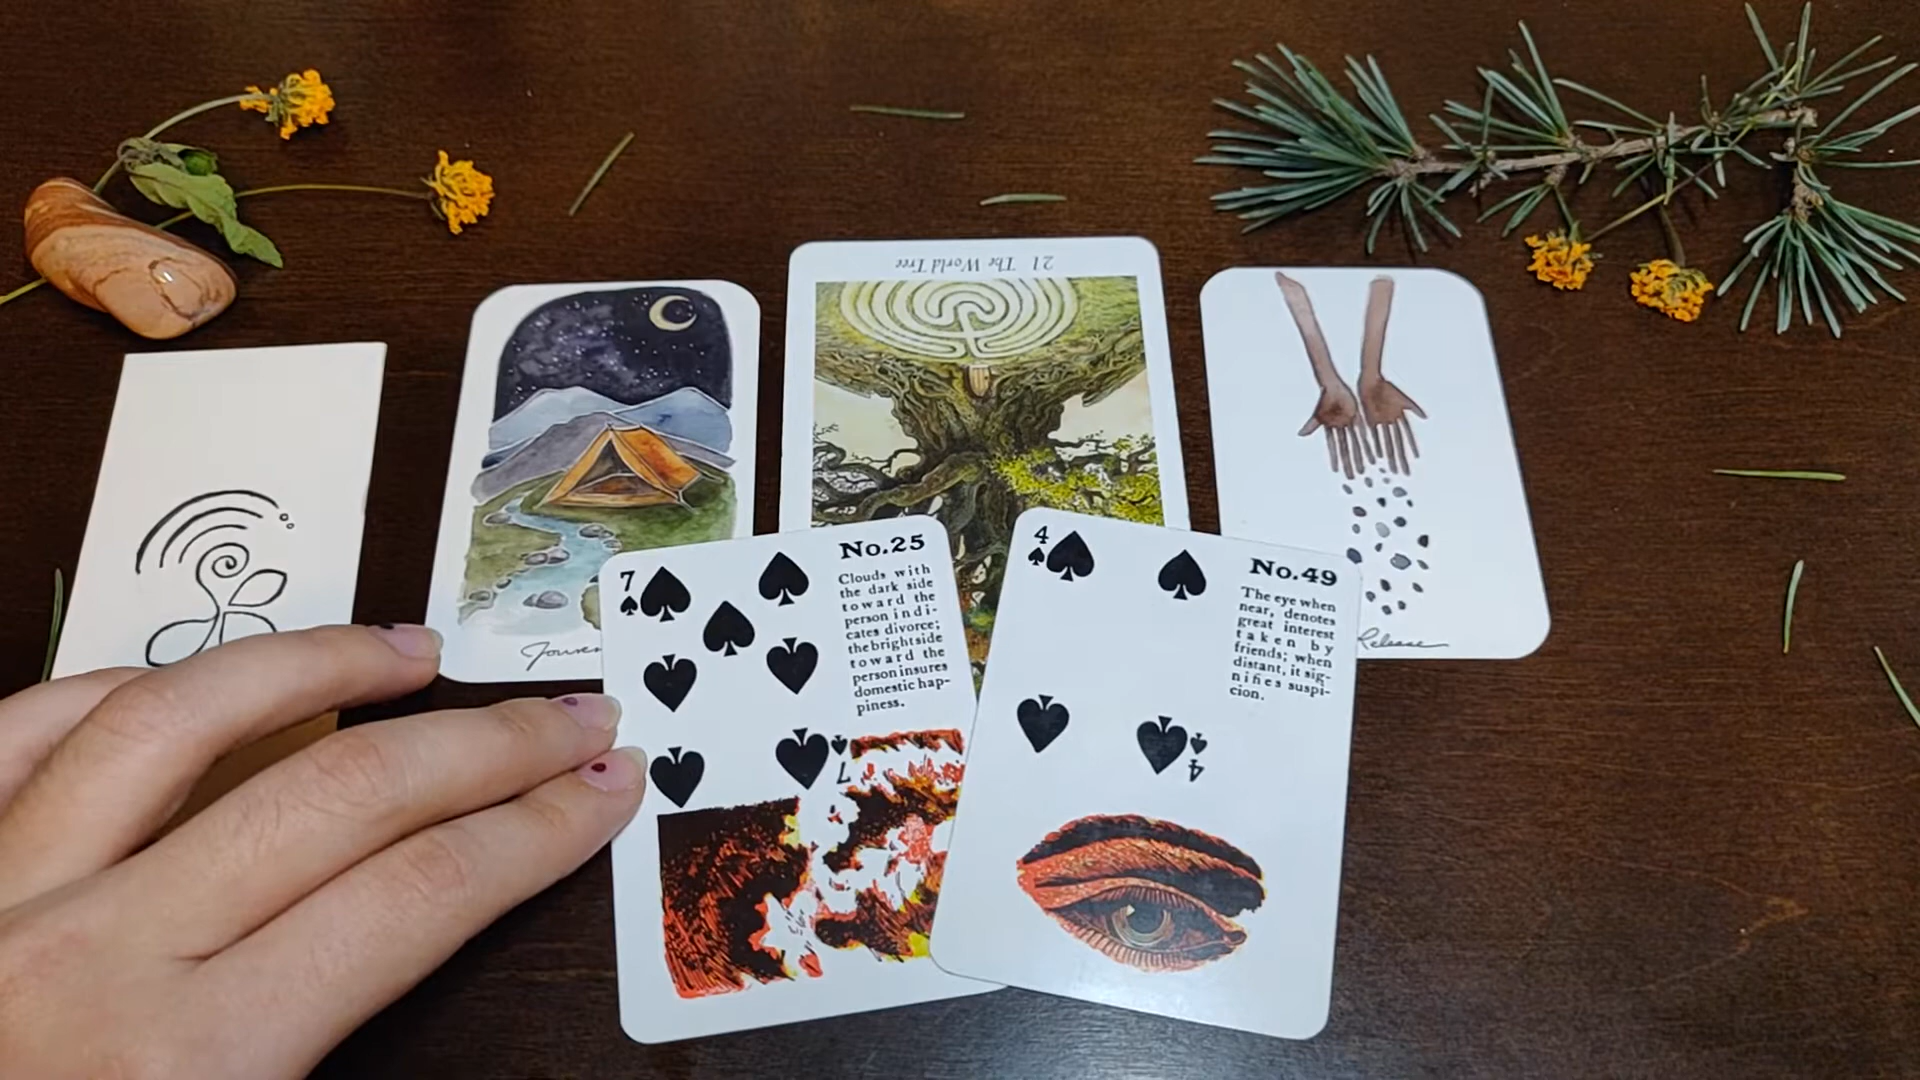 21 The World Tree
7
No.25
Clouds with
the dark side
toward the
person indi-
cates divorce;
the bright side
toward the
person insures
domestic hap-
piness.
7
4
No.49
The eye when
near, denotes
great interest
taken by
friends; when
distant, it sig-
nifies suspi-
cion.
4
Release